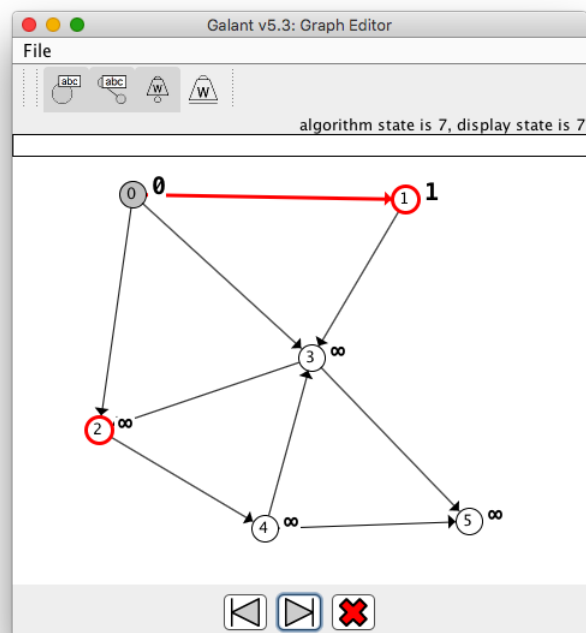 Galant v5.3: Graph Editor
File
abc abc W W
algorithm state is 7, display state is 7
0 0 1 1
3 ∞
2 ∞
4 ∞ 5 ∞